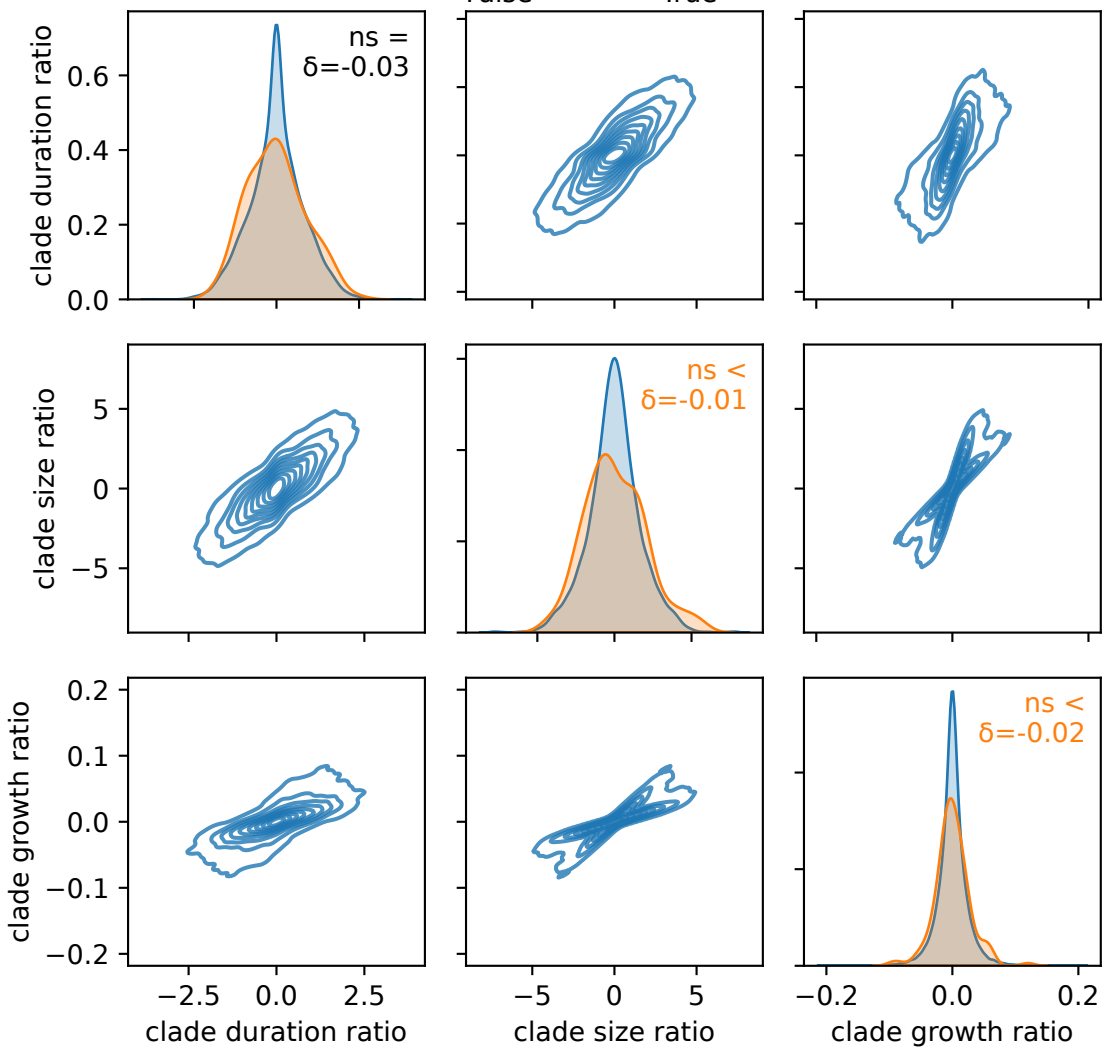 clade duration ratio
0.6
0.4
0.2
0.0
ns =
δ=-0.03
clade size ratio
5
0
−5
ns <
δ=-0.01
clade growth ratio
0.2
0.1
0.0
−0.1
−0.2
ns <
δ=-0.02
−2.5 0.0 2.5
−5 0 5
−0.2 0.0 0.2
clade duration ratio
clade size ratio
clade growth ratio